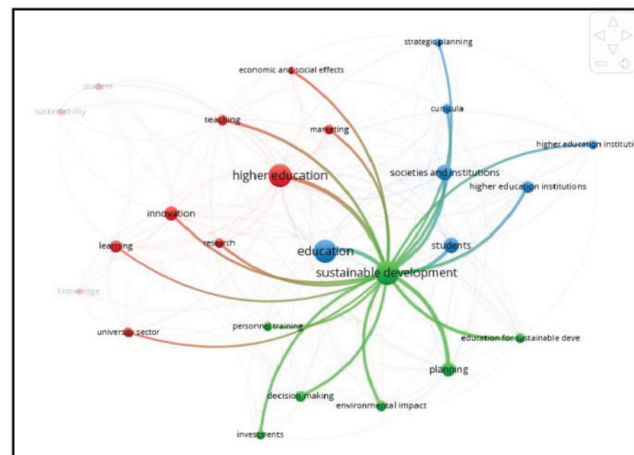 strategic planning
economic and social effects
student
sustainability
curricula
teaching
marketing
higher education instituti
societies and institutions
higher education
higher education institutions
innovation
research
students
learning
education
sustainable development
knowledge
personnel training
university sector
education for sustainable deve
planning
decision making
environmental impact
investments